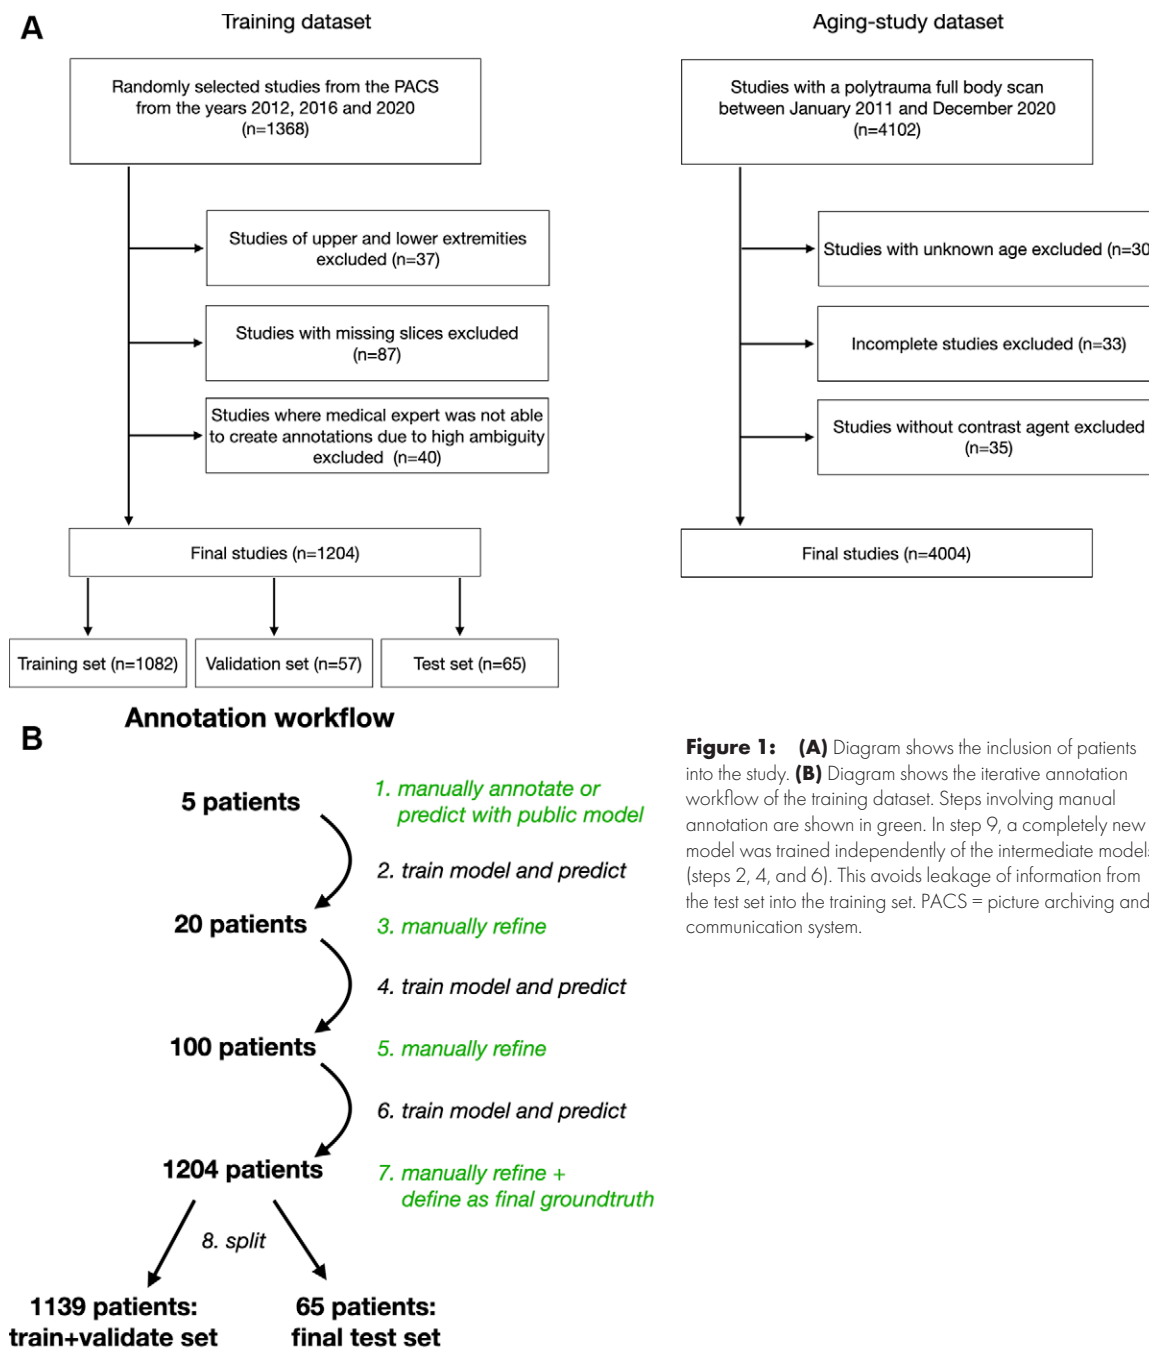 A
Training dataset
Randomly selected studies from the PACS
from the years 2012, 2016 and 2020
(n=1368)
Studies of upper and lower extremities
excluded (n=37)
Studies with missing slices excluded
(n=87)
Studies where medical expert was not able
to create annotations due to high ambiguity
excluded (n=40)
Final studies (n=1204)
Training set (n=1082)
Validation set (n=57)
Test set (n=65)
Aging-study dataset
Studies with a polytrauma full body scan
between January 2011 and December 2020
(n=4102)
Studies with unknown age excluded (n=30
Incomplete studies excluded (n=33)
Studies without contrast agent excluded
(n=35)
Final studies (n=4004)
B
Annotation workflow
5 patients
1. manually annotate or
predict with public model
2. train model and predict
20 patients
3. manually refine
4. train model and predict
100 patients
5. manually refine
6. train model and predict
1204 patients
7. manually refine +
define as final groundtruth
8. split
1139 patients:
train+validate set
65 patients:
final test set
Figure 1: (A) Diagram shows the inclusion of patients
into the study. (B) Diagram shows the iterative annotation
workflow of the training dataset. Steps involving manual
annotation are shown in green. In step 9, a completely new
model was trained independently of the intermediate models
(steps 2, 4, and 6). This avoids leakage of information from
the test set into the training set. PACS = picture archiving and
communication system.